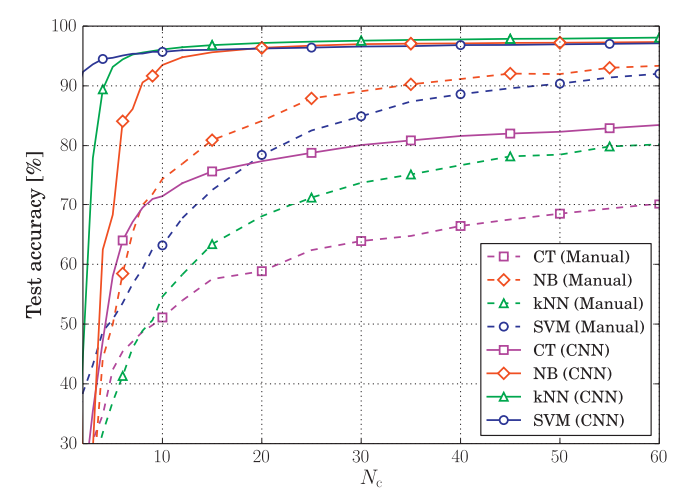 100
90
80
70
60
50
40
30
Test accuracy [%]
CT (Manual)
NB (Manual)
kNN (Manual)
SVM (Manual)
CT (CNN)
NB (CNN)
kNN (CNN)
SVM (CNN)
10 20 30 40 50 60
Nc